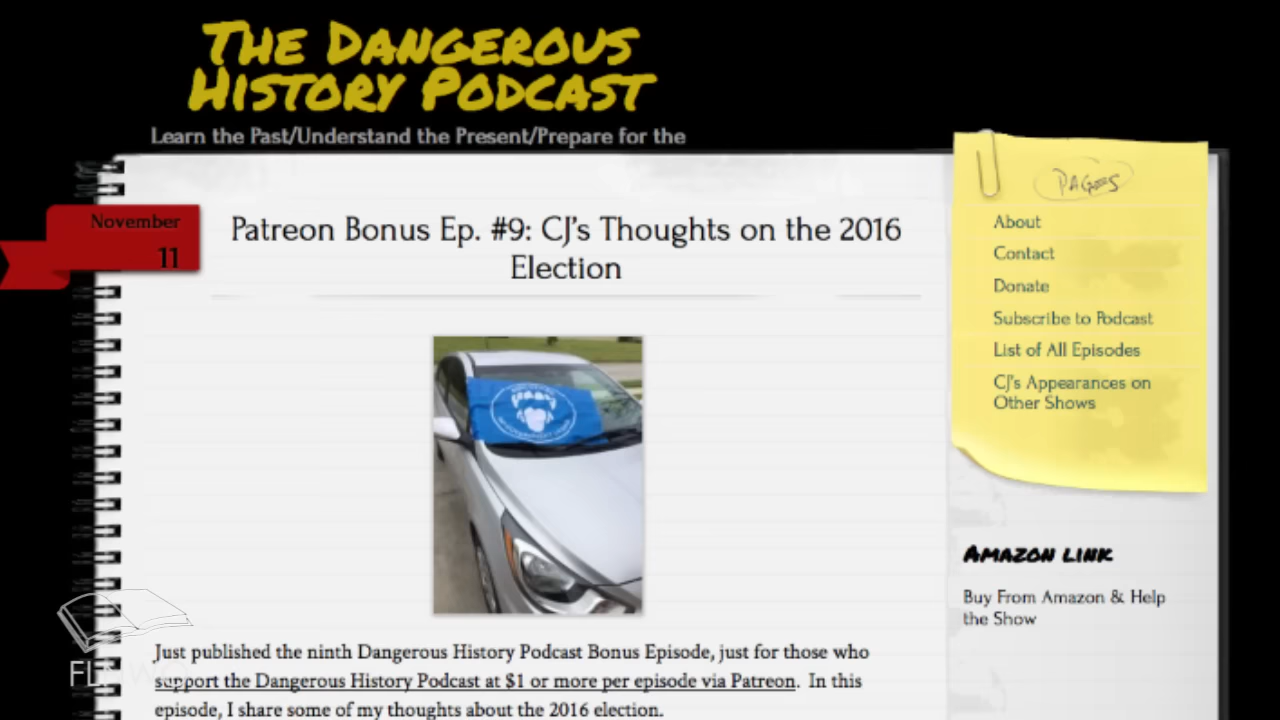 THE DANGEROUS
HISTORY PODCAST
Learn the Past/Understand the Present/Prepare for the
November
11
Patreon Bonus Ep. #9: CJ's Thoughts on the 2016
Election
PAGES
About
Contact
Donate
Subscribe to Podcast
List of All Episodes
CJ's Appearances on
Other Shows
AMAZON LINK
Buy From Amazon & Help
the Show
Just published the ninth Dangerous History Podcast Bonus Episode, just for those who
support the Dangerous History Podcast at $1 or more per episode via Patreon. In this
episode, I share some of my thoughts about the 2016 election.